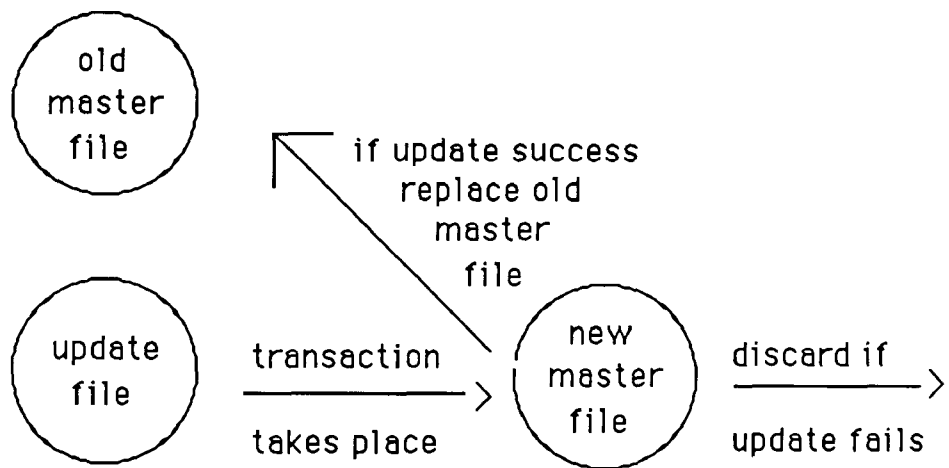 old
master
file
if update success
replace old
master
file
update
file
transaction
takes place
new
master
file
discard if
update fails